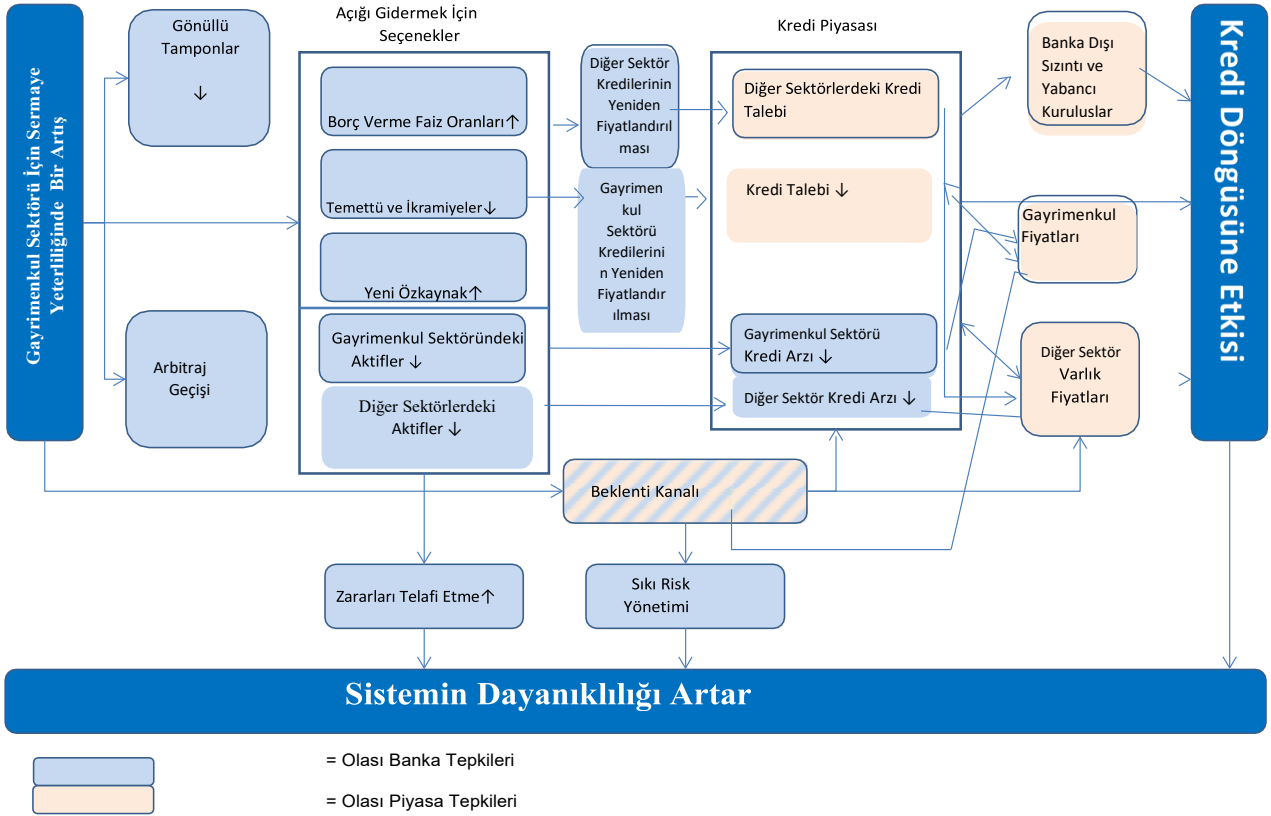 Gayrimenkul Sektörü İçin Sermaye
Yeterliliğinde Bir Artış
Gönüllü
Tamponlar
↓
Arbitraj
Geçişi
Açığı Gidermek İçin
Seçenekler
Borç Verme Faiz Oranları↑
Temettü ve İkramiyeler↓
Yeni Özkaynak↑
Gayrimenkul Sektöründeki
Aktifler ↓
Diğer Sektörlerdeki
Aktifler ↓
Diğer Sektör
Kredilerinin
Yeniden
Fiyatlandırıl
ması
Gayrimen
kul
Sektörü
Kredilerini
n Yeniden
Fiyatlandır
ılması
Kredi Piyasası
Diğer Sektörlerdeki Kredi
Talebi
Kredi Talebi ↓
Gayrimenkul Sektörü
Kredi Arzı ↓
Diğer Sektör Kredi Arzı ↓
Banka Dışı
Sızıntı ve
Yabancı
Kuruluslar
Gayrimenkul
Fiyatları
Diğer Sektör
Varlık
Fiyatları
Kredi Döngüsüne Etkisi
Beklenti Kanalı
Zararları Telafi Etme↑
Sıkı Risk
Yönetimi
Sistemin Dayanıklılığı Artar
= Olası Banka Tepkileri
= Olası Piyasa Tepkileri